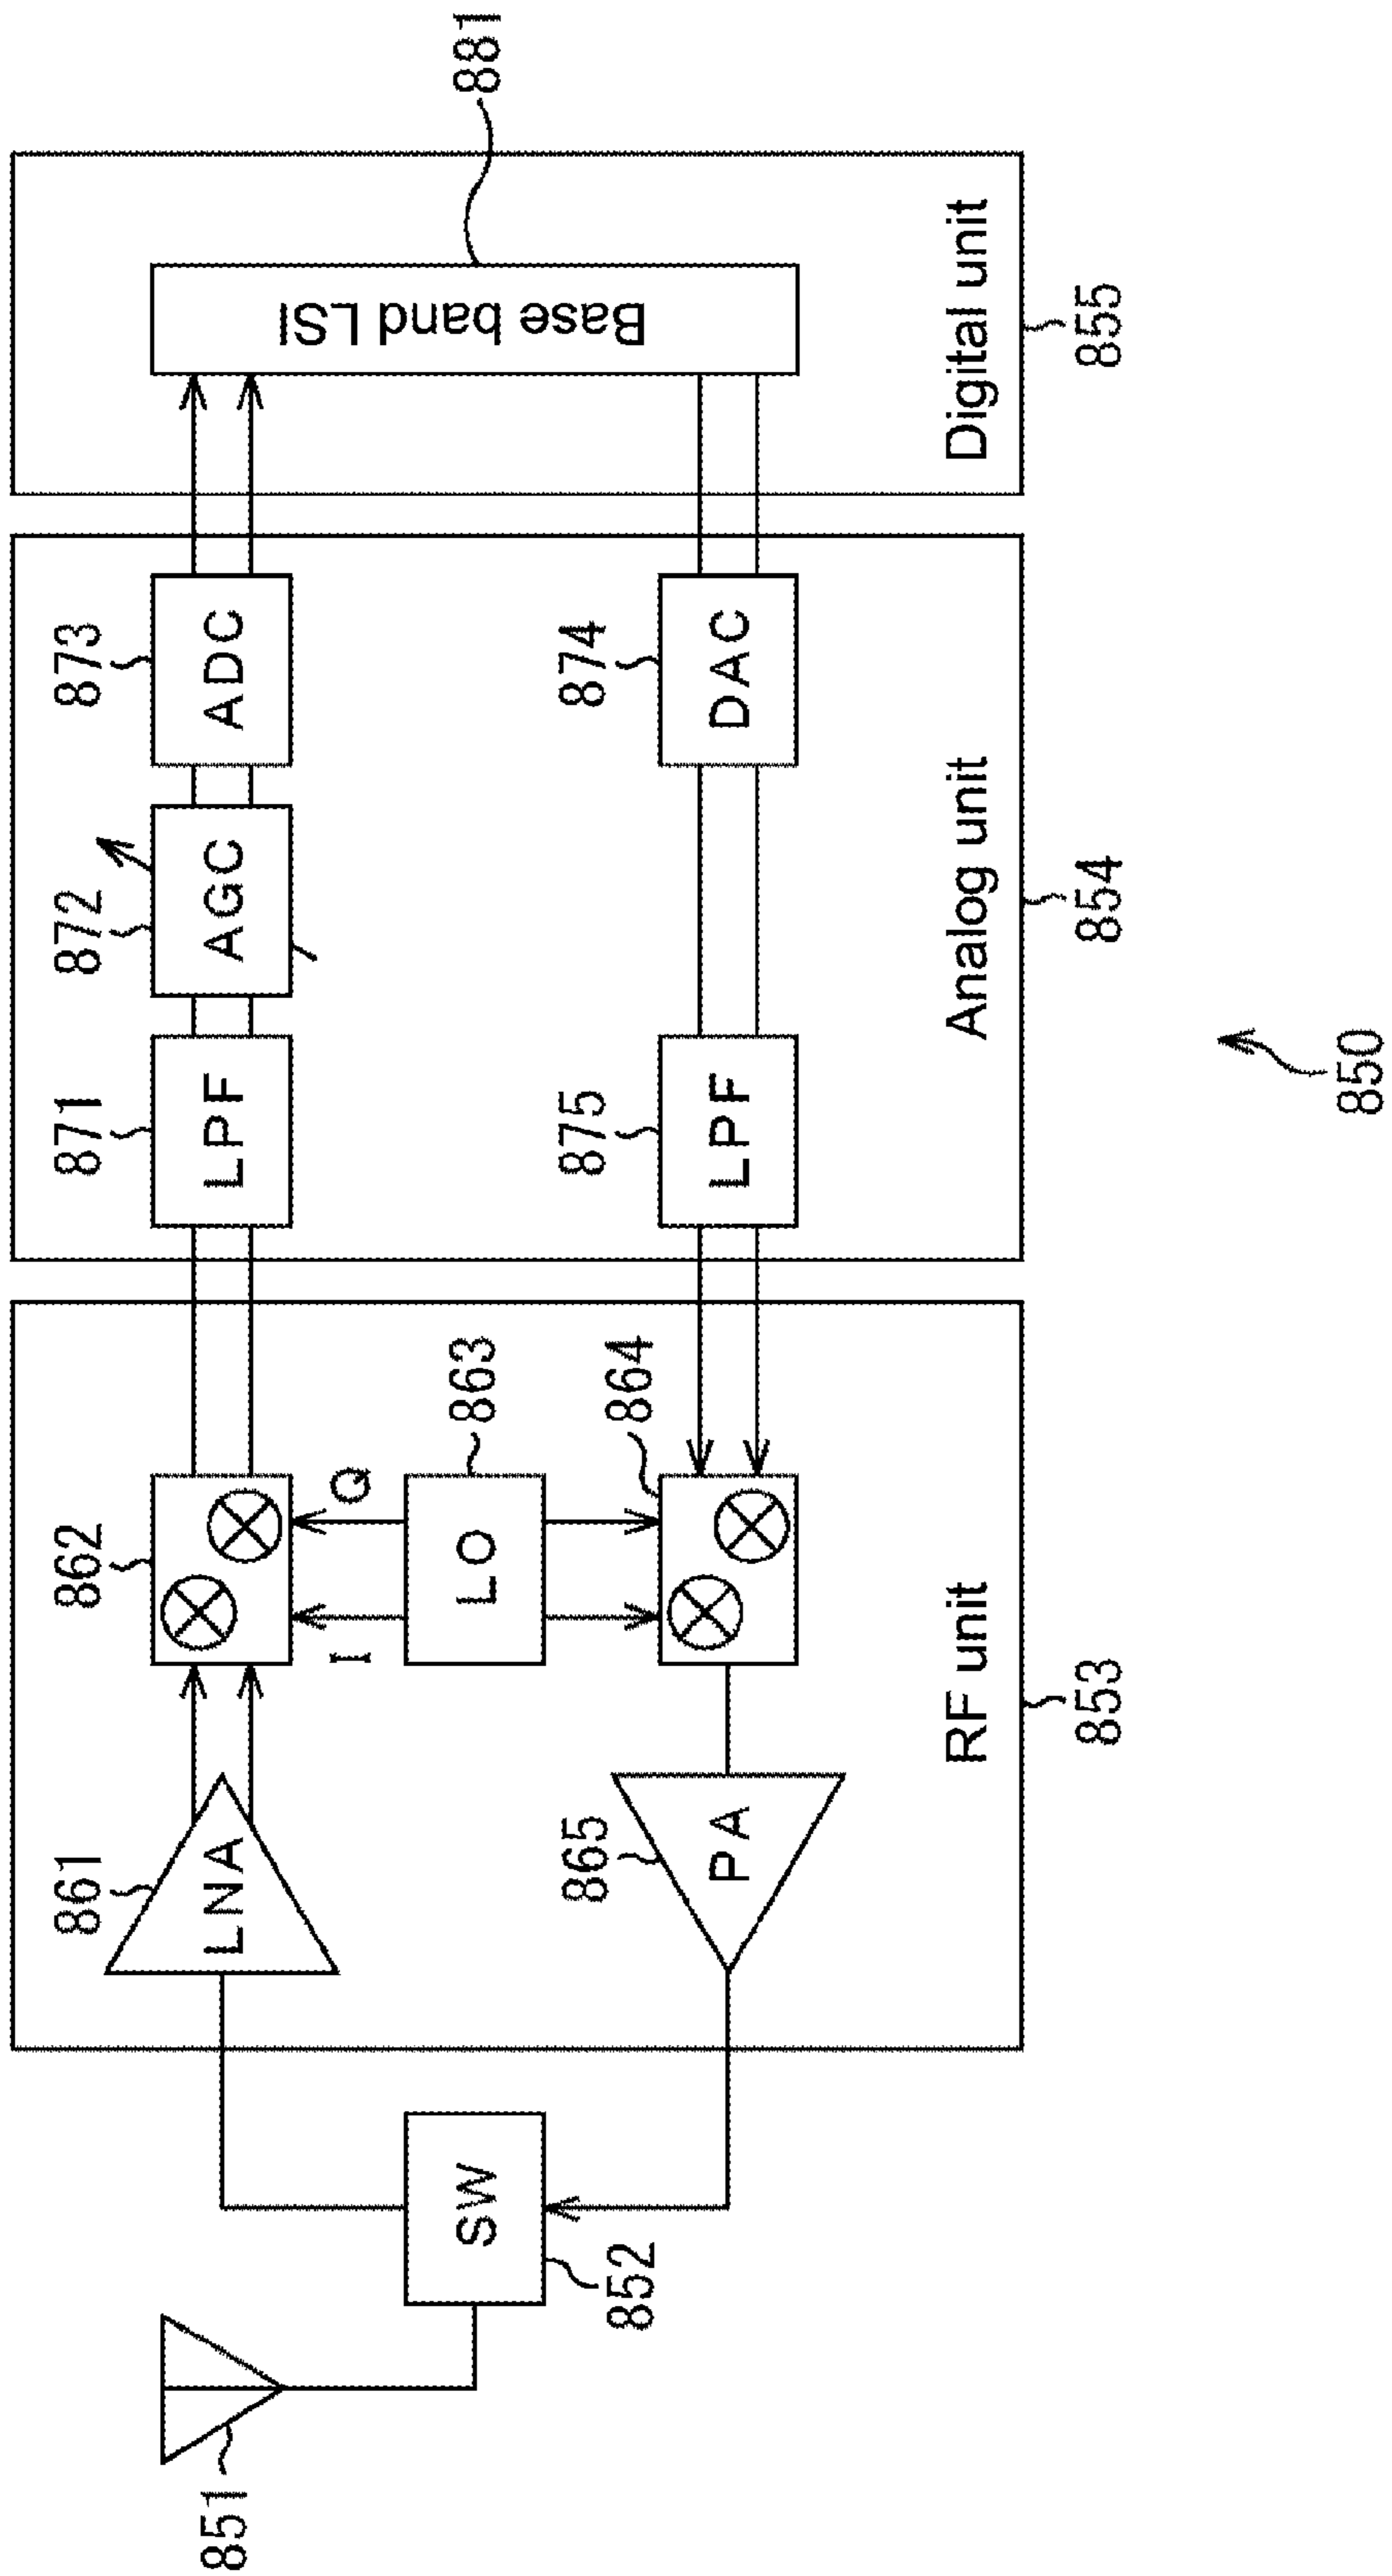 861
862
871
872
873
LNA
LPF
AGC
ADC
I
Q
851
SW
852
LO
863
881
Base band LSI
865
864
875
874
PA
LPF
DAC
RF unit
Analog unit
Digital unit
853
854
855
850